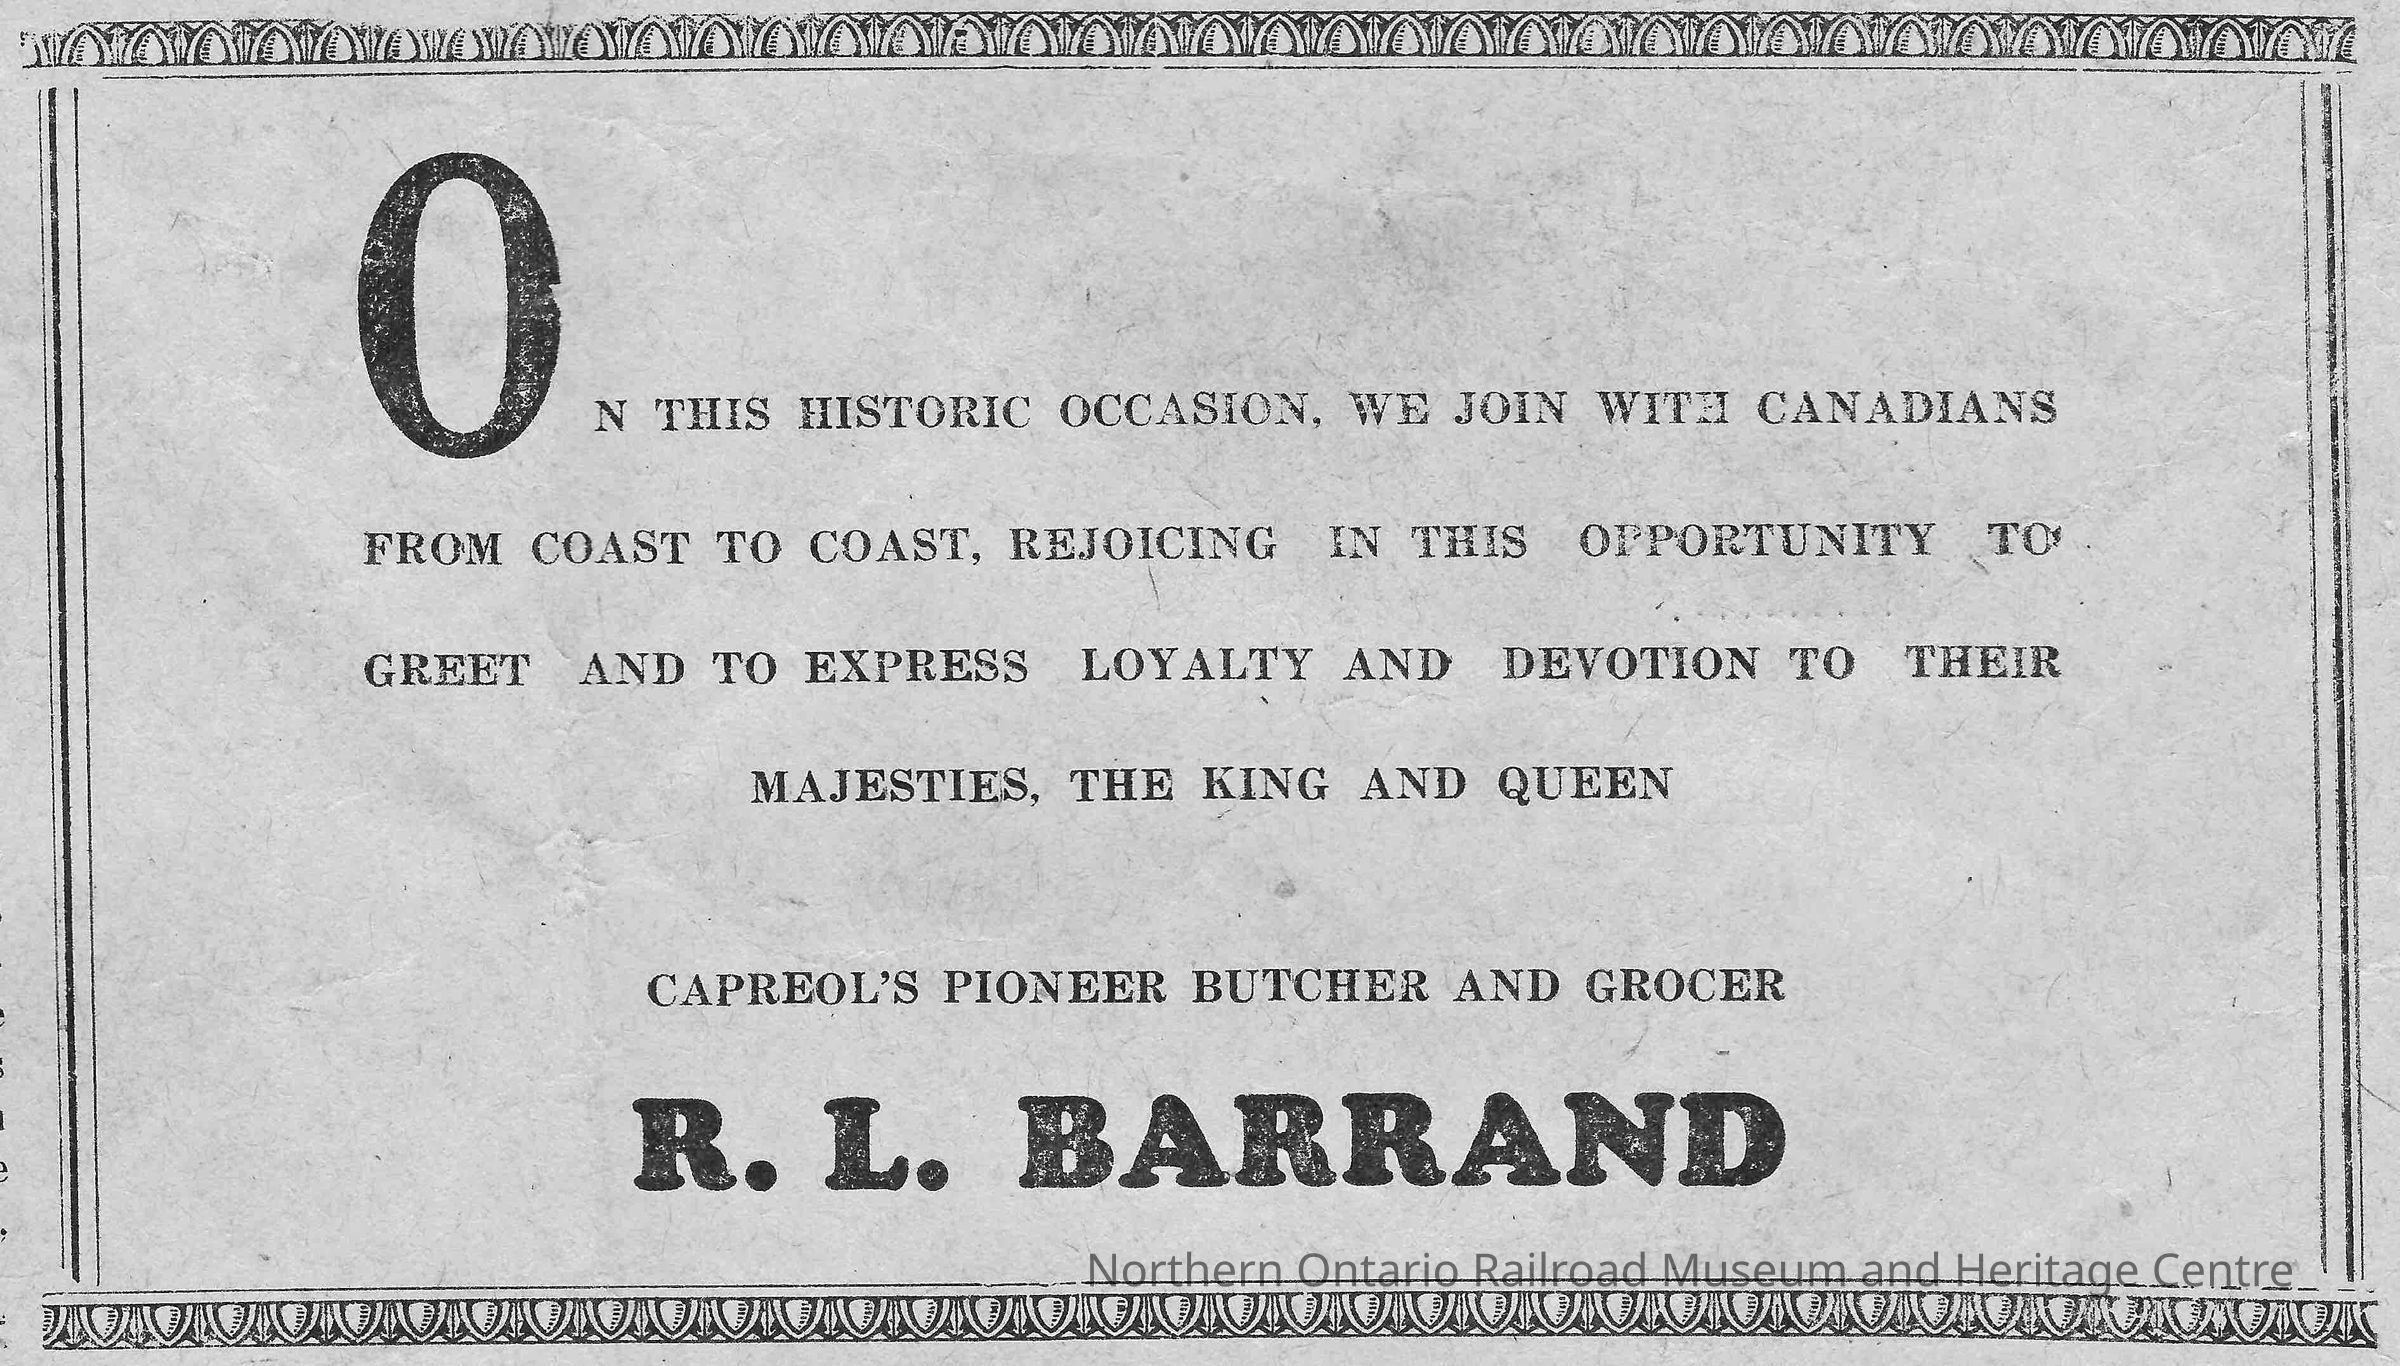 ON THIS HISTORIC OCCASION, WE JOIN WITH CANADIANS
FROM COAST TO COAST, REJOICING IN THIS OPPORTUNITY TO
GREET AND TO EXPRESS LOYALTY AND DEVOTION TO THEIR
MAJESTIES, THE KING AND QUEEN
CAPREOL'S PIONEER BUTCHER AND GROCER
R. L. BARRAND
Northern Ontario Railroad Museum and Heritage Centre